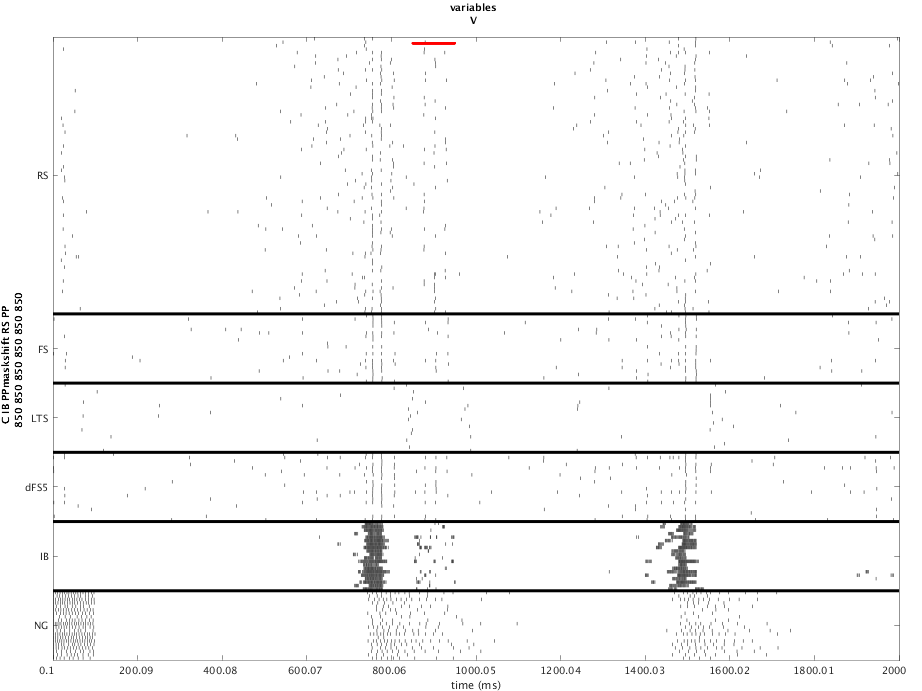 variables
V
RS
FS
LTS
dFS5
IB
NG
C IB PPmaskshift RS PP
850 850 850 850 850 850
0.1 200.09 400.08 600.07 800.06 1000.05 1200.04 1400.03 1600.02 1800.01 2000
time (ms)